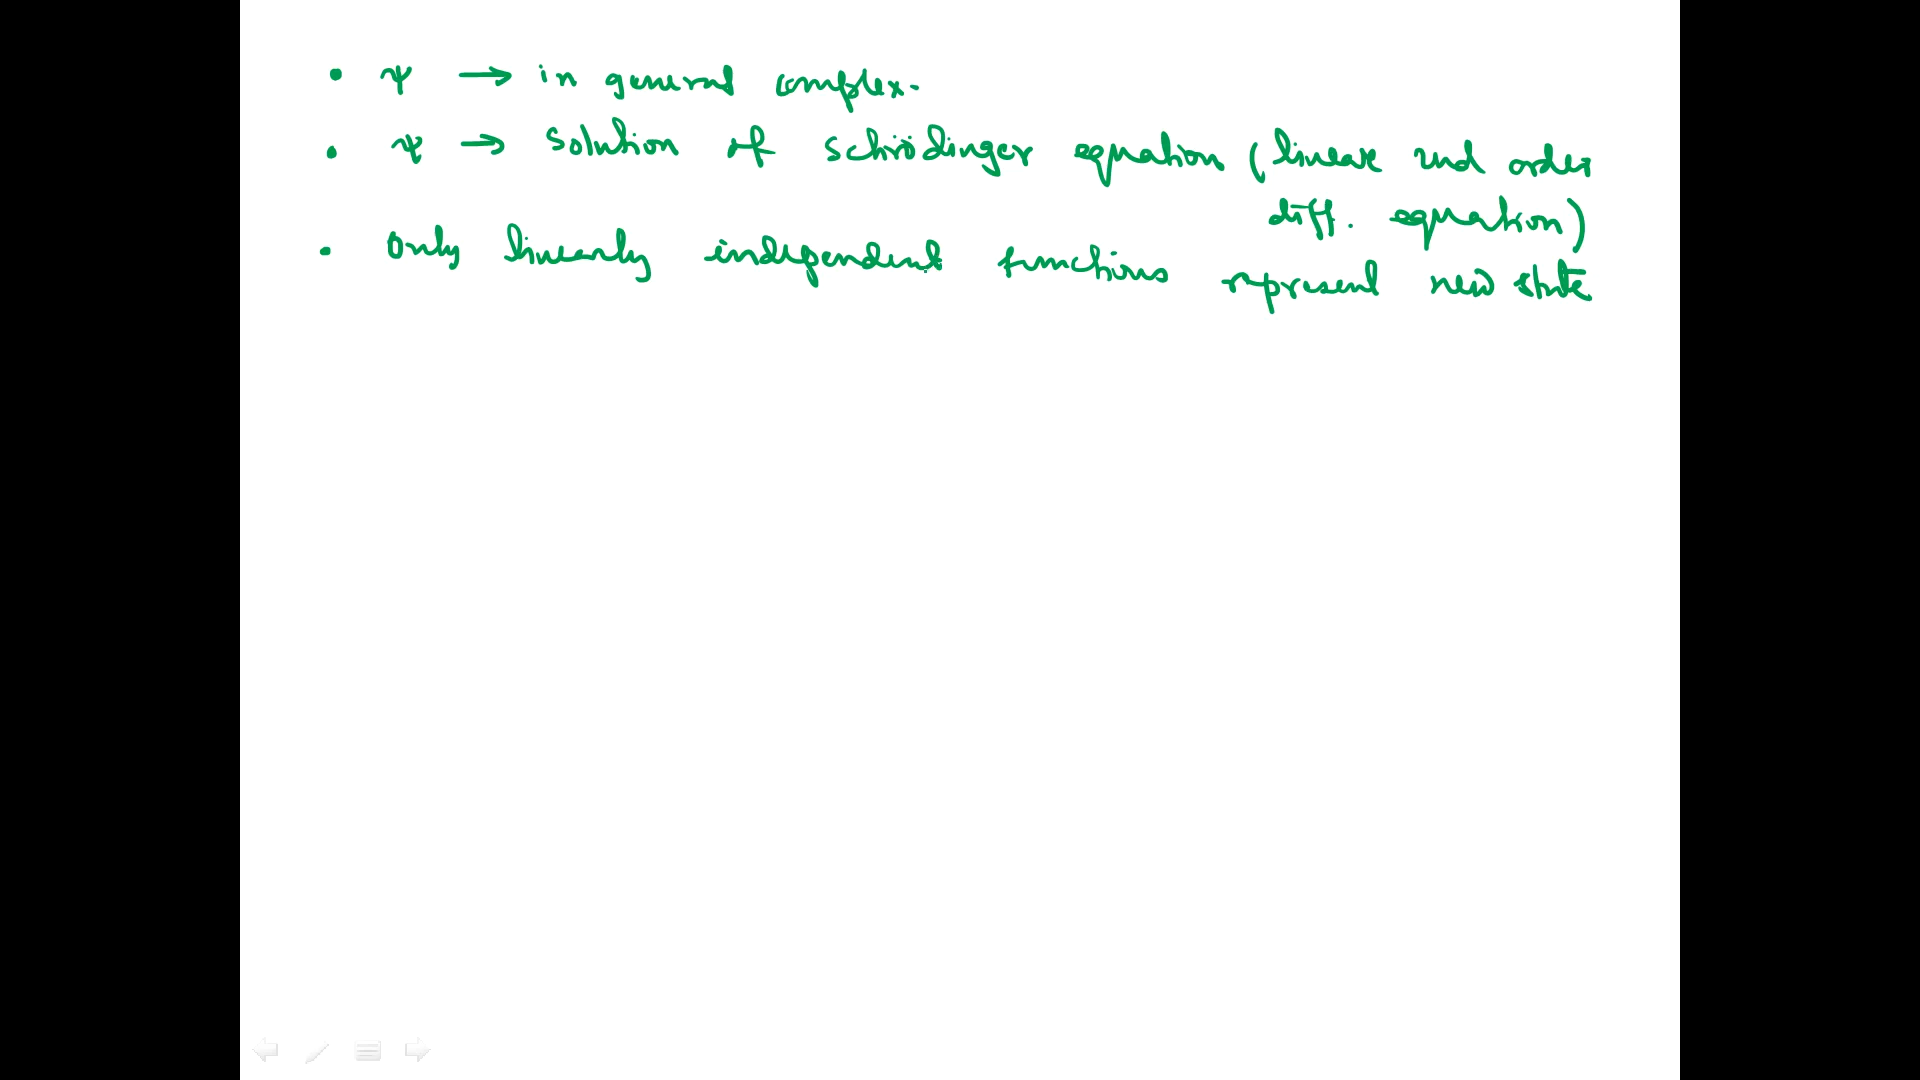 • ψ → in general complex.
• ψ → Solution of schrödinger equation (linear 2nd order
diff. equation)
• Only linearly independent functions represent new state